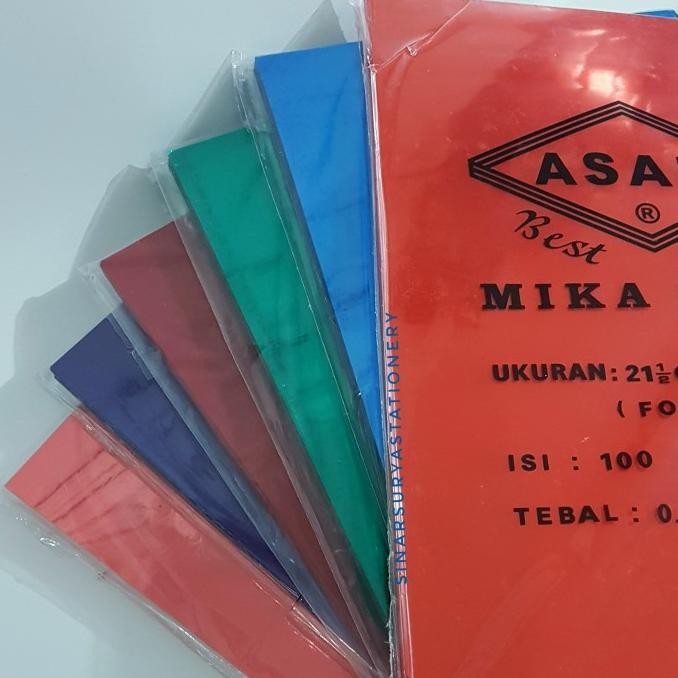 ASA
®
Best
MIKA
UKURAN: 21½
( FO
ISI : 100
TEBAL : 0,
SINARSURYASTATIONERY